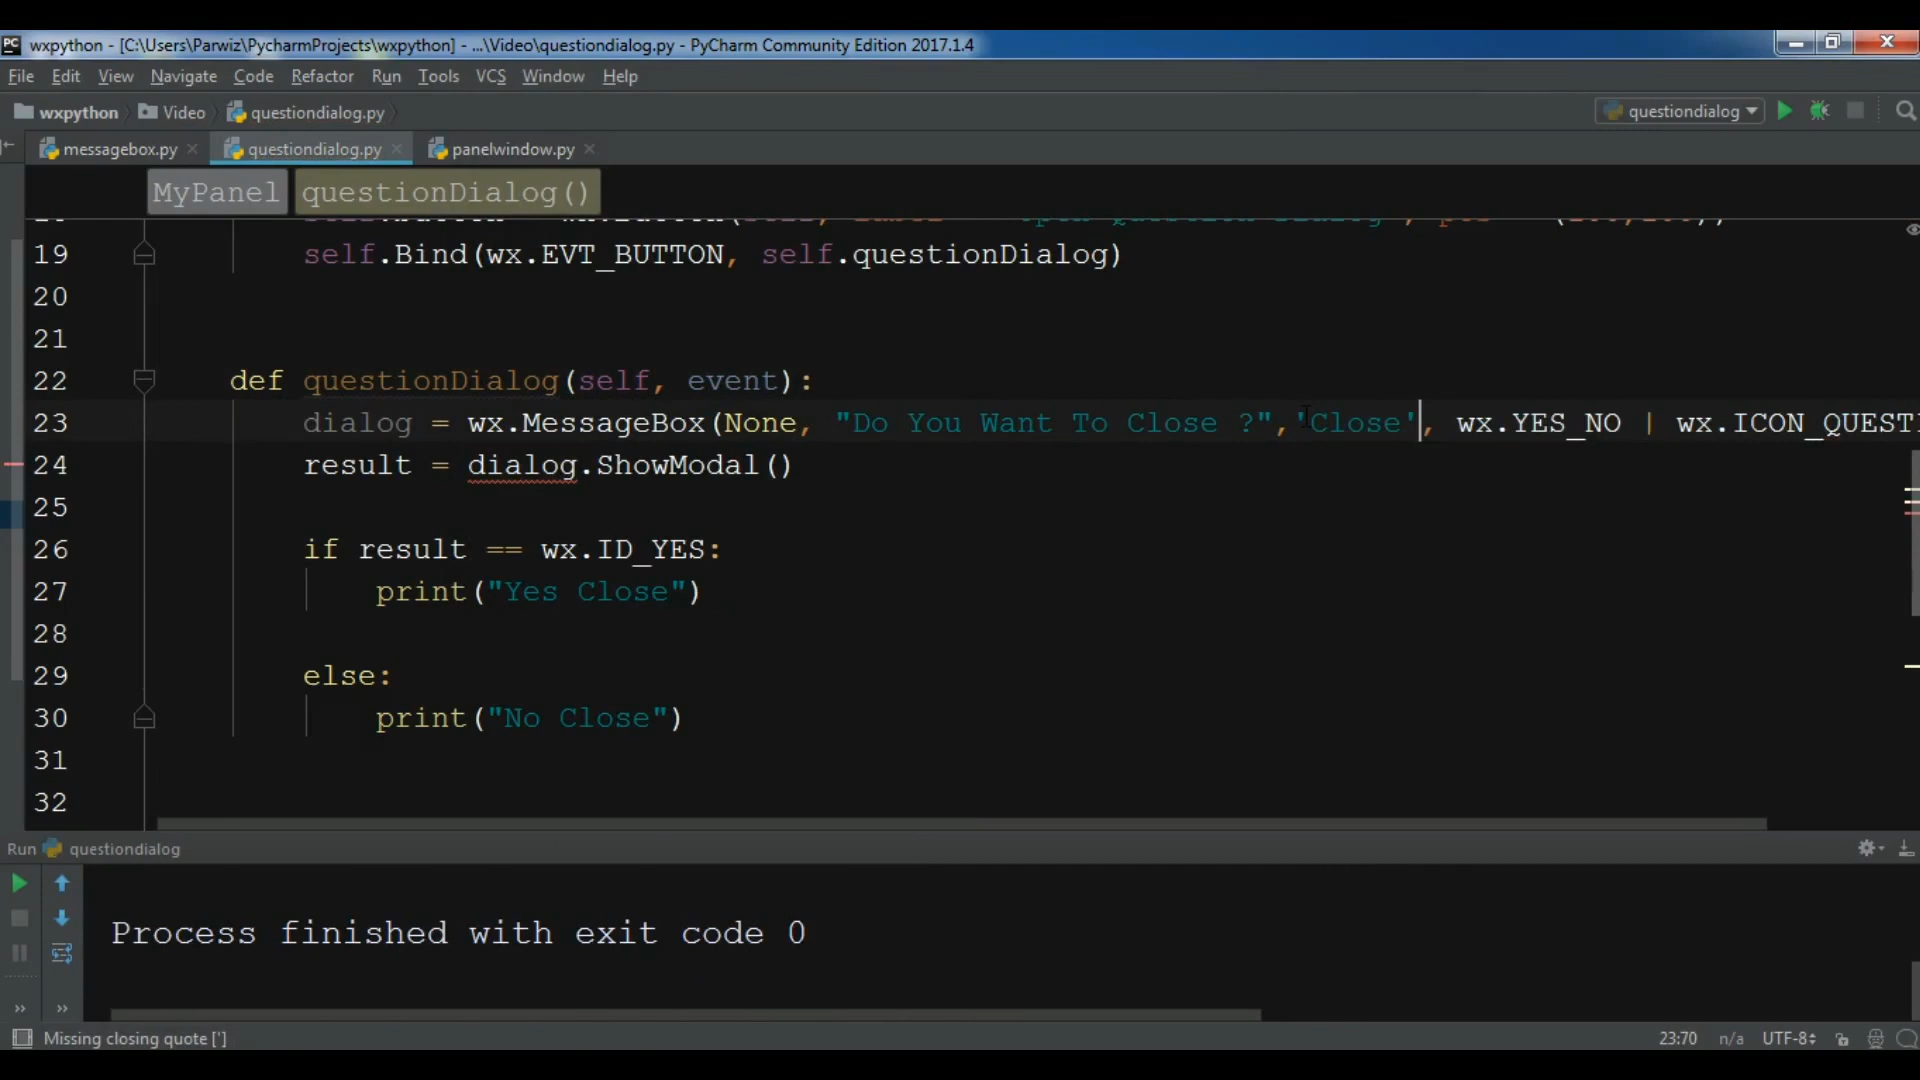 PC wxpython - [C:\Users\Parwiz\PycharmProjects\wxpython] - ...\Video\questiondialog.py - PyCharm Community Edition 2017.1.4
File Edit View Navigate Code Refactor Run Tools VCS Window Help
wxpython Video questiondialog.py questiondialog
messagebox.py questiondialog.py panelwindow.py
MyPanel questionDialog()
19 self.Bind(wx.EVT_BUTTON, self.questionDialog)
20
21
22 def questionDialog(self, event):
23 dialog = wx.MessageBox(None, "Do You Want To Close ?",'Close', wx.YES_NO | wx.ICON_QUESTI
24 result = dialog.ShowModal()
25
26 if result == wx.ID_YES:
27 print("Yes Close")
28
29 else:
30 print("No Close")
31
32
Run questiondialog
Process finished with exit code 0
Missing closing quote ['] 23:70 n/a UTF-8